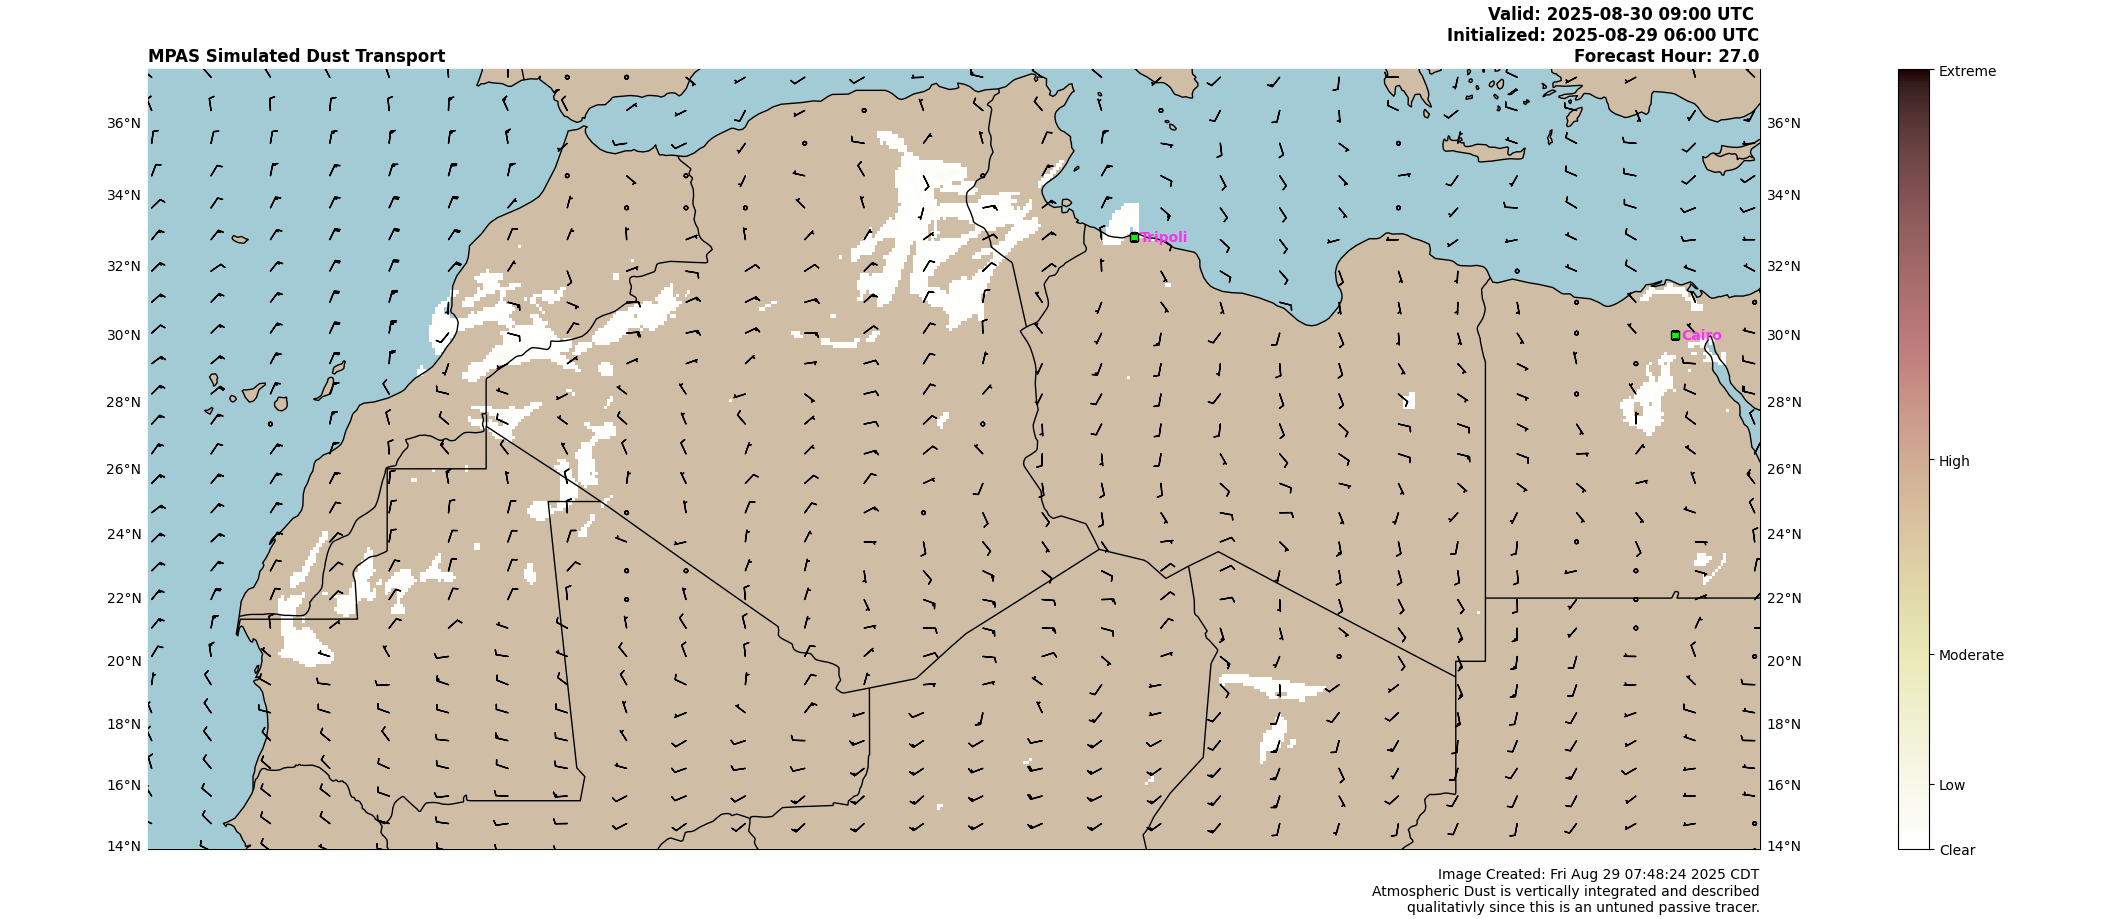 Valid: 2025-08-30 09:00 UTC
Initialized: 2025-08-29 06:00 UTC
MPAS Simulated Dust Transport
Forecast Hour: 27.0
Extreme
36°N
36°N
34°N
34°N
Tripoli
32°N
32°N
30°N
Cairo
30°N
28°N
28°N
26°N
26°N
High
24°N
24°N
22°N
22°N
20°N
20°N
Moderate
18°N
18°N
16°N
16°N
Low
14°N
14°N
Clear
Image Created: Fri Aug 29 07:48:24 2025 CDT
Atmospheric Dust is vertically integrated and described
qualitativly since this is an untuned passive tracer.